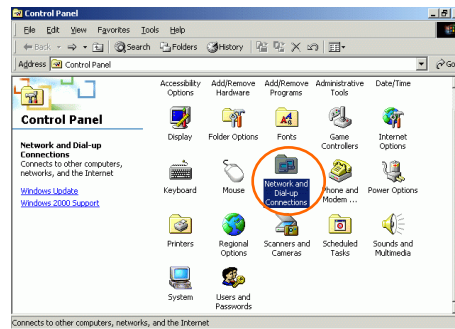 Control Panel
File Edit View Favorites Tools Help
Back Search Folders History
Address Control Panel Go
Control Panel
Network and Dial-up
Connections
Connects to other computers,
networks, and the Internet
Windows Update
Windows 2000 Support
Accessibility Add/Remove Add/Remove Administrative Date/Time
Options Hardware Programs Tools
Display Folder Options Fonts Game Internet
Controllers Options
Keyboard Mouse Network and Phone and Power Options
Dial-up Modem ...
Connections
Printers Regional Scanners and Scheduled Sounds and
Options Cameras Tasks Multimedia
System Users and
Passwords
Connects to other computers, networks, and the Internet